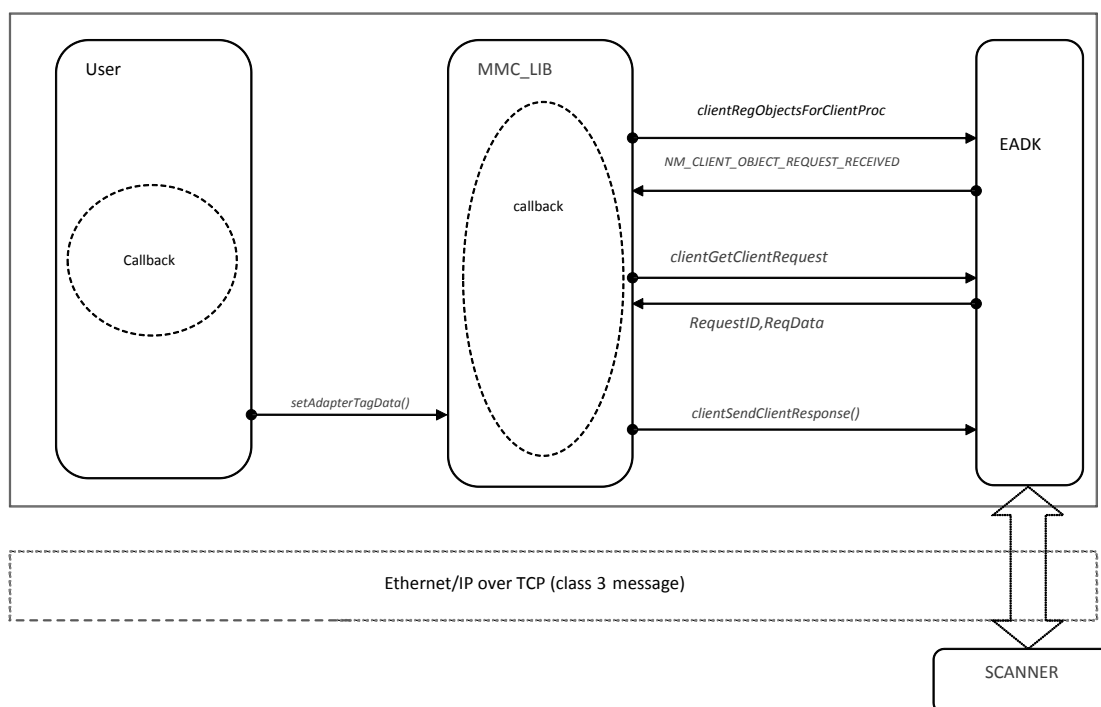 User
MMC_LIB
clientRegObjectsForClientProc
EADK
NM_CLIENT_OBJECT_REQUEST_RECEIVED
callback
Callback
clientGetClientRequest
RequestID,ReqData
setAdapterTagData()
clientSendClientResponse()
Ethernet/IP over TCP (class 3 message)
SCANNER